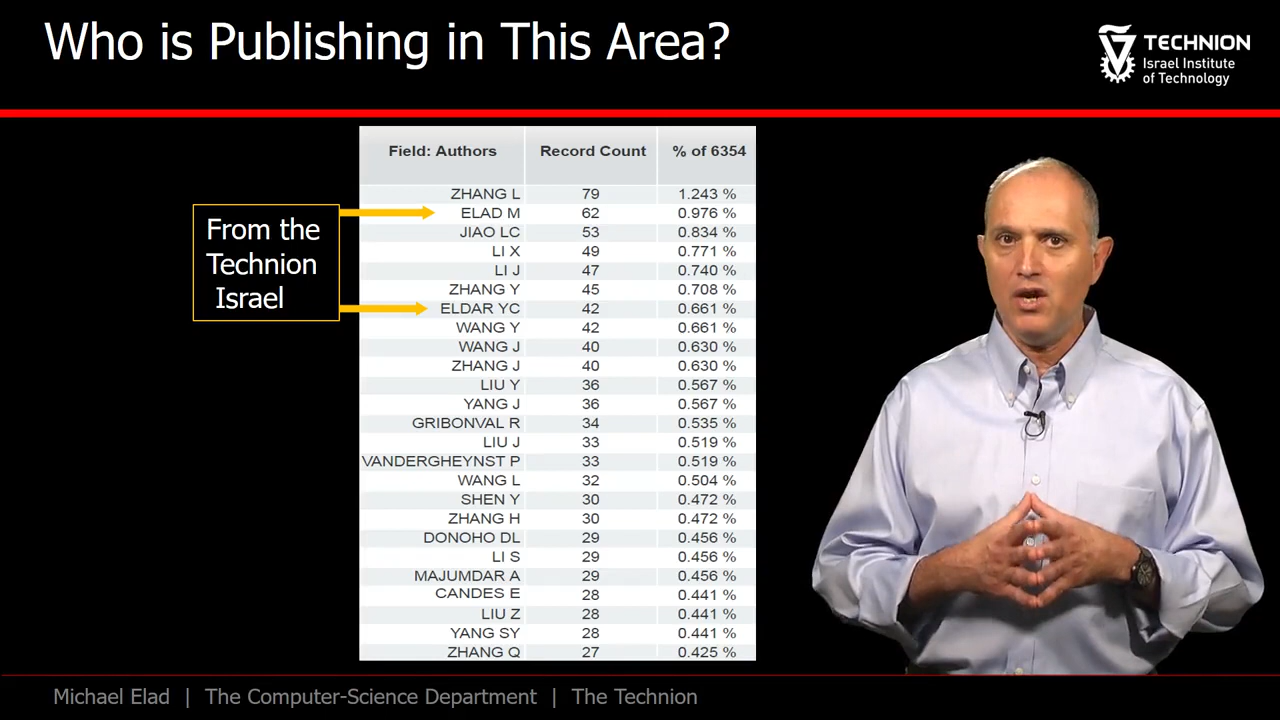 Who is Publishing in This Area?
TECHNION
Israel Institute
of Technology
From the
Technion
Israel
Field: Authors Record Count % of 6354
ZHANG L 79 1.243 %
ELAD M 62 0.976 %
JIAO LC 53 0.834 %
LI X 49 0.771 %
LI J 47 0.740 %
ZHANG Y 45 0.708 %
ELDAR YC 42 0.661 %
WANG Y 42 0.661 %
WANG J 40 0.630 %
ZHANG J 40 0.630 %
LIU Y 36 0.567 %
YANG J 36 0.567 %
GRIBONVAL R 34 0.535 %
LIU J 33 0.519 %
VANDERGHEYNST P 33 0.519 %
WANG L 32 0.504 %
SHEN Y 30 0.472 %
ZHANG H 30 0.472 %
DONOHO DL 29 0.456 %
LI S 29 0.456 %
MAJUMDAR A 29 0.456 %
CANDES E 28 0.441 %
LIU Z 28 0.441 %
YANG SY 28 0.441 %
ZHANG Q 27 0.425 %
Michael Elad | The Computer-Science Department | The Technion